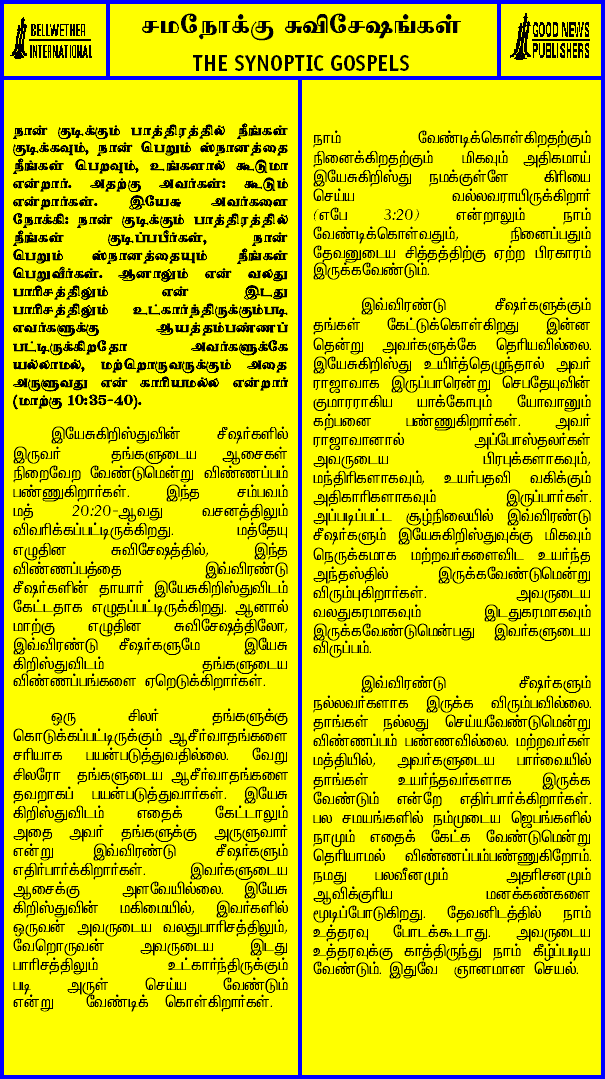 BELLWETHER
INTERNATIONAL
சமநோக்கு சுவிசேஷங்கள்
THE SYNOPTIC GOSPELS
GOOD NEWS
PUBLISHERS
நான் குடிக்கும் பாத்திரத்தில் நீங்கள்
குடிக்கவும், நான் பெறும் ஸ்நானத்தை
நீங்கள் பெறவும், உங்களால் கூடுமா
என்றார். அதற்கு அவர்கள்: கூடும்
என்றார்கள். இயேசு அவர்களை
நோக்கி: நான் குடிக்கும் பாத்திரத்தில்
நீங்கள் குடிப்பபீர்கள், நான்
பெறும் ஸ்நானத்தையும் நீங்கள்
பெறுவீர்கள். ஆனாலும் என் வலது
பாரிசத்திலும் என் இடது
பாரிசத்திலும் உட்கார்ந்திருக்கும்படி
எவர்களுக்கு ஆயத்தம்பண்ணப்
பட்டிருக்கிறதோ அவர்களுக்கே
யல்லாமல், மற்றொருவருக்கும் அதை
அருளுவது என் காரியமல்ல என்றார்
(மாற்கு 10:35-40).
இயேசுகிறிஸ்துவின் சீஷர்களில்
இருவர் தங்களுடைய ஆசைகள்
நிறைவேற வேண்டுமென்று விண்ணப்பம்
பண்ணுகிறார்கள். இந்த சம்பவம்
மத் 20:20-ஆவது வசனத்திலும்
விவரிக்கப்பட்டிருக்கிறது. மத்தேயு
எழுதின சுவிசேஷத்தில், இந்த
விண்ணப்பத்தை இவ்விரண்டு
சீஷர்களின் தாயார் இயேசுகிறிஸ்துவிடம்
கேட்டதாக எழுதப்பட்டிருக்கிறது. ஆனால்
மாற்கு எழுதின சுவிசேஷத்திலோ,
இவ்விரண்டு சீஷர்களுமே இயேசு
கிறிஸ்துவிடம் தங்களுடைய
விண்ணப்பங்களை ஏறெடுக்கிறார்கள்.
ஒரு சிலர் தங்களுக்கு
கொடுக்கப்பட்டிருக்கும் ஆசீர்வாதங்களை
சரியாக பயன்படுத்துவதில்லை. வேறு
சிலரோ தங்களுடைய ஆசீர்வாதங்களை
தவறாகப் பயன்படுத்துவார்கள். இயேசு
கிறிஸ்துவிடம் எதைக் கேட்டாலும்
அதை அவர் தங்களுக்கு அருளுவார்
என்று இவ்விரண்டு சீஷர்களும்
எதிர்பார்க்கிறார்கள். இவர்களுடைய
ஆசைக்கு அளவேயில்லை. இயேசு
கிறிஸ்துவின் மகிமையில், இவர்களில்
ஒருவன் அவருடைய வலதுபாரிசத்திலும்,
வேறொருவன் அவருடைய இடது
பாரிசத்திலும் உட்கார்ந்திருக்கும்
படி அருள் செய்ய வேண்டும்
என்று வேண்டிக் கொள்கிறார்கள்.
நாம் வேண்டிக்கொள்கிறதற்கும்
நினைக்கிறதற்கும் மிகவும் அதிகமாய்
இயேசுகிறிஸ்து நமக்குள்ளே கிரியை
செய்ய வல்லவராயிருக்கிறார்
(எபே 3:20) என்றாலும் நாம்
வேண்டிக்கொள்வதும், நினைப்பதும்
தேவனுடைய சித்தத்திற்கு ஏற்ற பிரகாரம்
இருக்கவேண்டும்.
இவ்விரண்டு சீஷர்களுக்கும்
தங்கள் கேட்டுக்கொள்கிறது இன்ன
தென்று அவர்களுக்கே தெரியவில்லை.
இயேசுகிறிஸ்து உயிர்த்தெழுந்தால் அவர்
ராஜாவாக இருப்பாரென்று செபதேயுவின்
குமாரராகிய யாக்கோபும் யோவானும்
கற்பனை பண்ணுகிறார்கள். அவர்
ராஜாவானால் அப்போஸ்தலர்கள்
அவருடைய பிரபுக்களாகவும்,
மந்திரிகளாகவும், உயர்பதவி வகிக்கும்
அதிகாரிகளாகவும் இருப்பார்கள்.
அப்படிப்பட்ட சூழ்நிலையில் இவ்விரண்டு
சீஷர்களும் இயேசுகிறிஸ்துவுக்கு மிகவும்
நெருக்கமாக மற்றவர்களைவிட உயர்ந்த
அந்தஸ்தில் இருக்கவேண்டுமென்று
விரும்புகிறார்கள். அவருடைய
வலதுகரமாகவும் இடதுகரமாகவும்
இருக்கவேண்டுமென்பது இவர்களுடைய
விருப்பம்.
இவ்விரண்டு சீஷர்களும்
நல்லவர்களாக இருக்க விரும்பவில்லை.
தாங்கள் நல்லது செய்யவேண்டுமென்று
விண்ணப்பம் பண்ணவில்லை. மற்றவர்கள்
மத்தியில், அவர்களுடைய பார்வையில்
தாங்கள் உயர்ந்தவர்களாக இருக்க
வேண்டும் என்றே எதிர்பார்க்கிறார்கள்.
பல சமயங்களில் நம்முடைய ஜெபங்களில்
நாமும் எதைக் கேட்க வேண்டுமென்று
தெரியாமல் விண்ணப்பம்பண்ணுகிறோம்.
நமது பலவீனமும் அதரிசனமும்
ஆவிக்குரிய மனக்கண்களை
மூடிப்போடுகிறது. தேவனிடத்தில் நாம்
உத்தரவு போடக்கூடாது. அவருடைய
உத்தரவுக்கு காத்திருந்து நாம் கீழ்ப்படிய
வேண்டும். இதுவே ஞானமான செயல்.